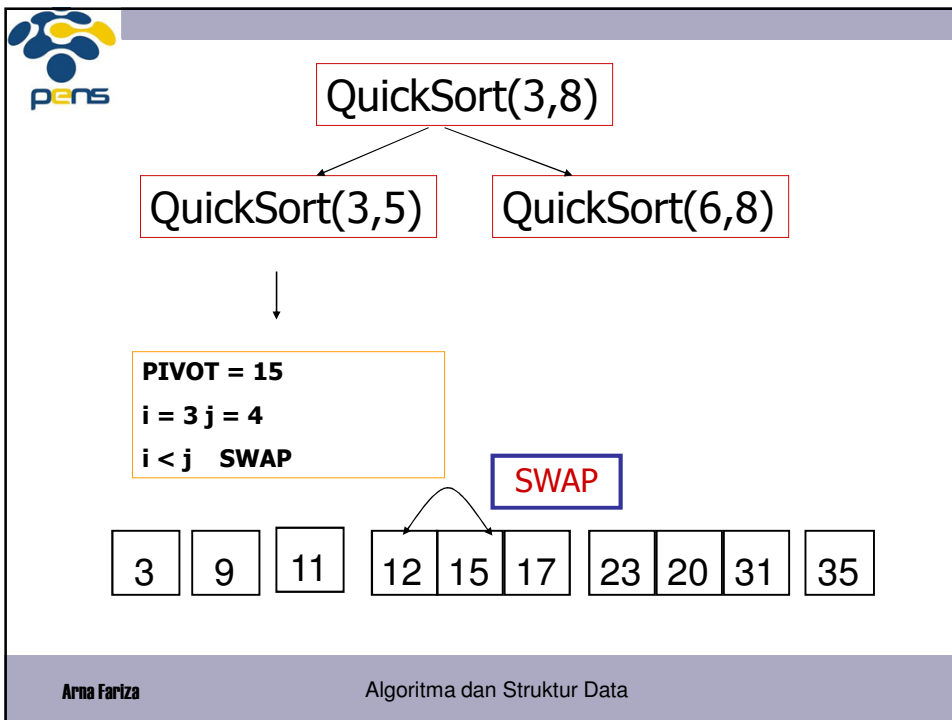 pens
QuickSort(3,8)
QuickSort(3,5) QuickSort(6,8)
PIVOT = 15
i = 3 j = 4
i < j SWAP
SWAP
3 9 11 12 15 17 23 20 31 35
Arna Fariza Algoritma dan Struktur Data